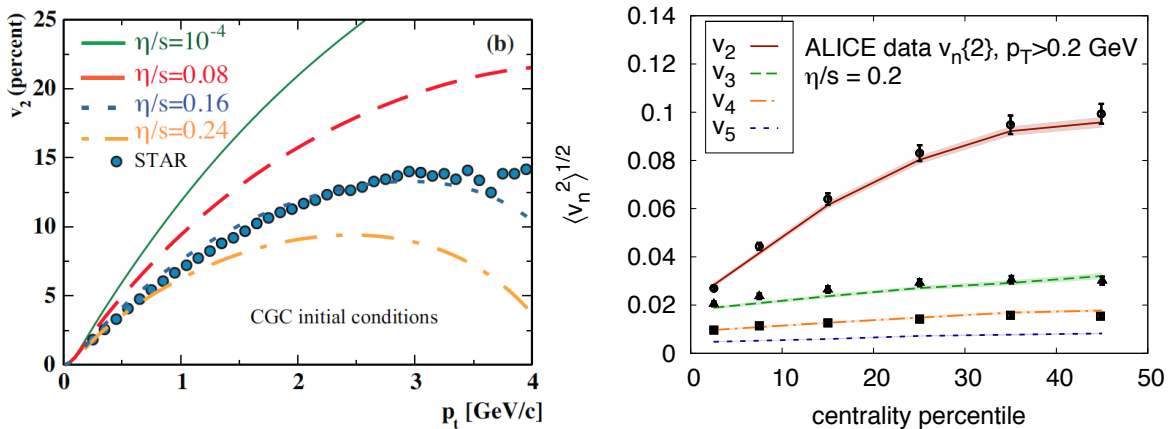 (b)
η/s=10⁻⁴
η/s=0.08
η/s=0.16
η/s=0.24
STAR
CGC initial conditions
v₂ (percent)
25
20
15
10
5
0
0 1 2 3 4
pₜ [GeV/c]
v₂
v₃
v₄
v₅
ALICE data vₙ{2}, p_T>0.2 GeV
η/s = 0.2
⟨vₙ²⟩¹/²
0.14
0.12
0.1
0.08
0.06
0.04
0.02
0
0 10 20 30 40 50
centrality percentile